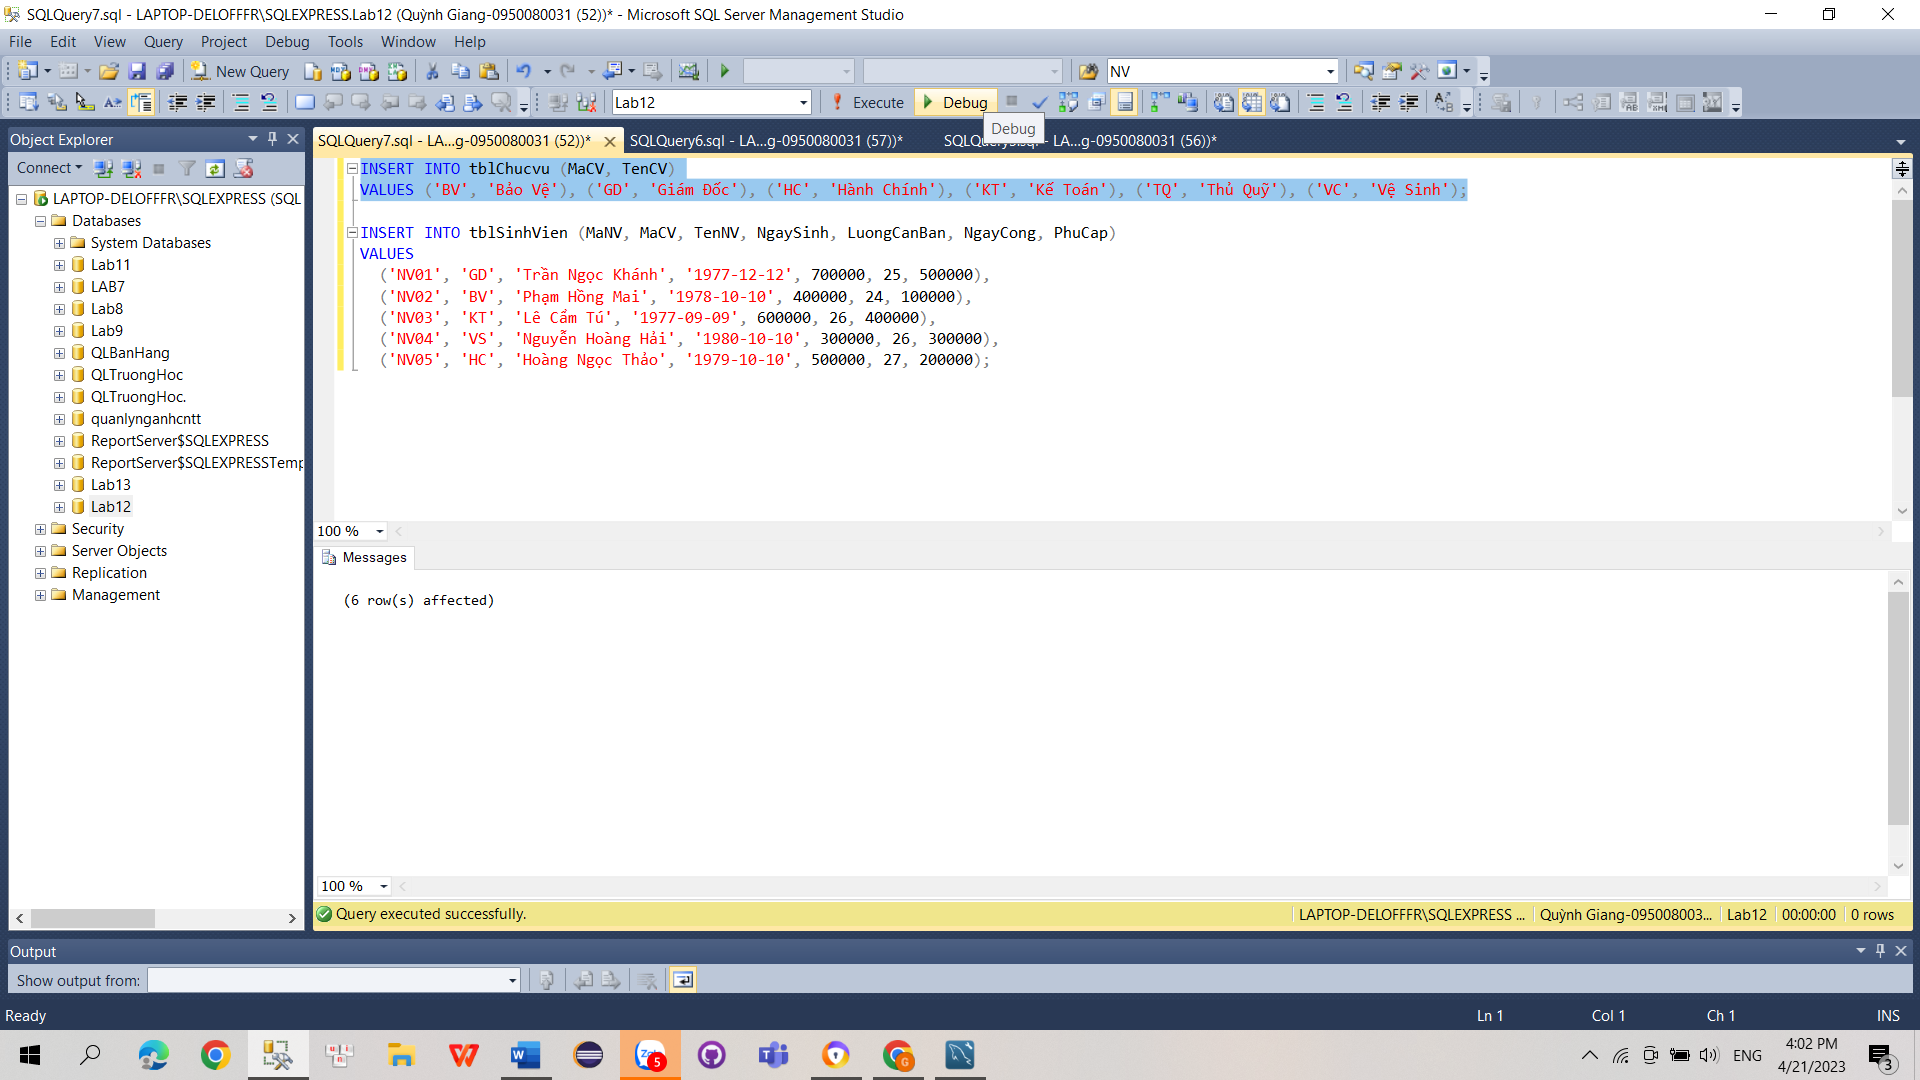 SQLQuery7.sql - LAPTOP-DELOFFFR\SQLEXPRESS.Lab12 (Quỳnh Giang-0950080031 (52))* - Microsoft SQL Server Management Studio
File Edit View Query Project Debug Tools Window Help
New Query
NV
Lab12
Execute
Debug
Object Explorer
SQLQuery7.sql - LA...g-0950080031 (52))*
SQLQuery6.sql - LA...g-0950080031 (57))*
LA...g-0950080031 (56))*
Debug
Connect
LAPTOP-DELOFFFR\SQLEXPRESS (SQL
Databases
System Databases
Lab11
LAB7
Lab8
Lab9
QLBanHang
QLTruongHoc
QLTruongHoc.
quanlynganhcntt
ReportServer$SQLEXPRESS
ReportServer$SQLEXPRESSTemp
Lab13
Lab12
Security
Server Objects
Replication
Management
INSERT INTO tblChucvu (MaCV, TenCV)
VALUES ('BV', 'Bảo Vệ'), ('GD', 'Giám Đốc'), ('HC', 'Hành Chính'), ('KT', 'Kế Toán'), ('TQ', 'Thủ Quỹ'), ('VC', 'Vệ Sinh');
INSERT INTO tblSinhVien (MaNV, MaCV, TenNV, NgaySinh, LuongCanBan, NgayCong, PhuCap)
VALUES
('NV01', 'GD', 'Trần Ngọc Khánh', '1977-12-12', 700000, 25, 500000),
('NV02', 'BV', 'Phạm Hồng Mai', '1978-10-10', 400000, 24, 100000),
('NV03', 'KT', 'Lê Cẩm Tú', '1977-09-09', 600000, 26, 400000),
('NV04', 'VS', 'Nguyễn Hoàng Hải', '1980-10-10', 300000, 26, 300000),
('NV05', 'HC', 'Hoàng Ngọc Thảo', '1979-10-10', 500000, 27, 200000);
100 %
Messages
(6 row(s) affected)
100 %
Query executed successfully.
LAPTOP-DELOFFFR\SQLEXPRESS ...
Quỳnh Giang-095008003...
Lab12
00:00:00
0 rows
Output
Show output from:
Ready
Ln 1
Col 1
Ch 1
INS
5
G
ENG
4:02 PM
4/21/2023
3